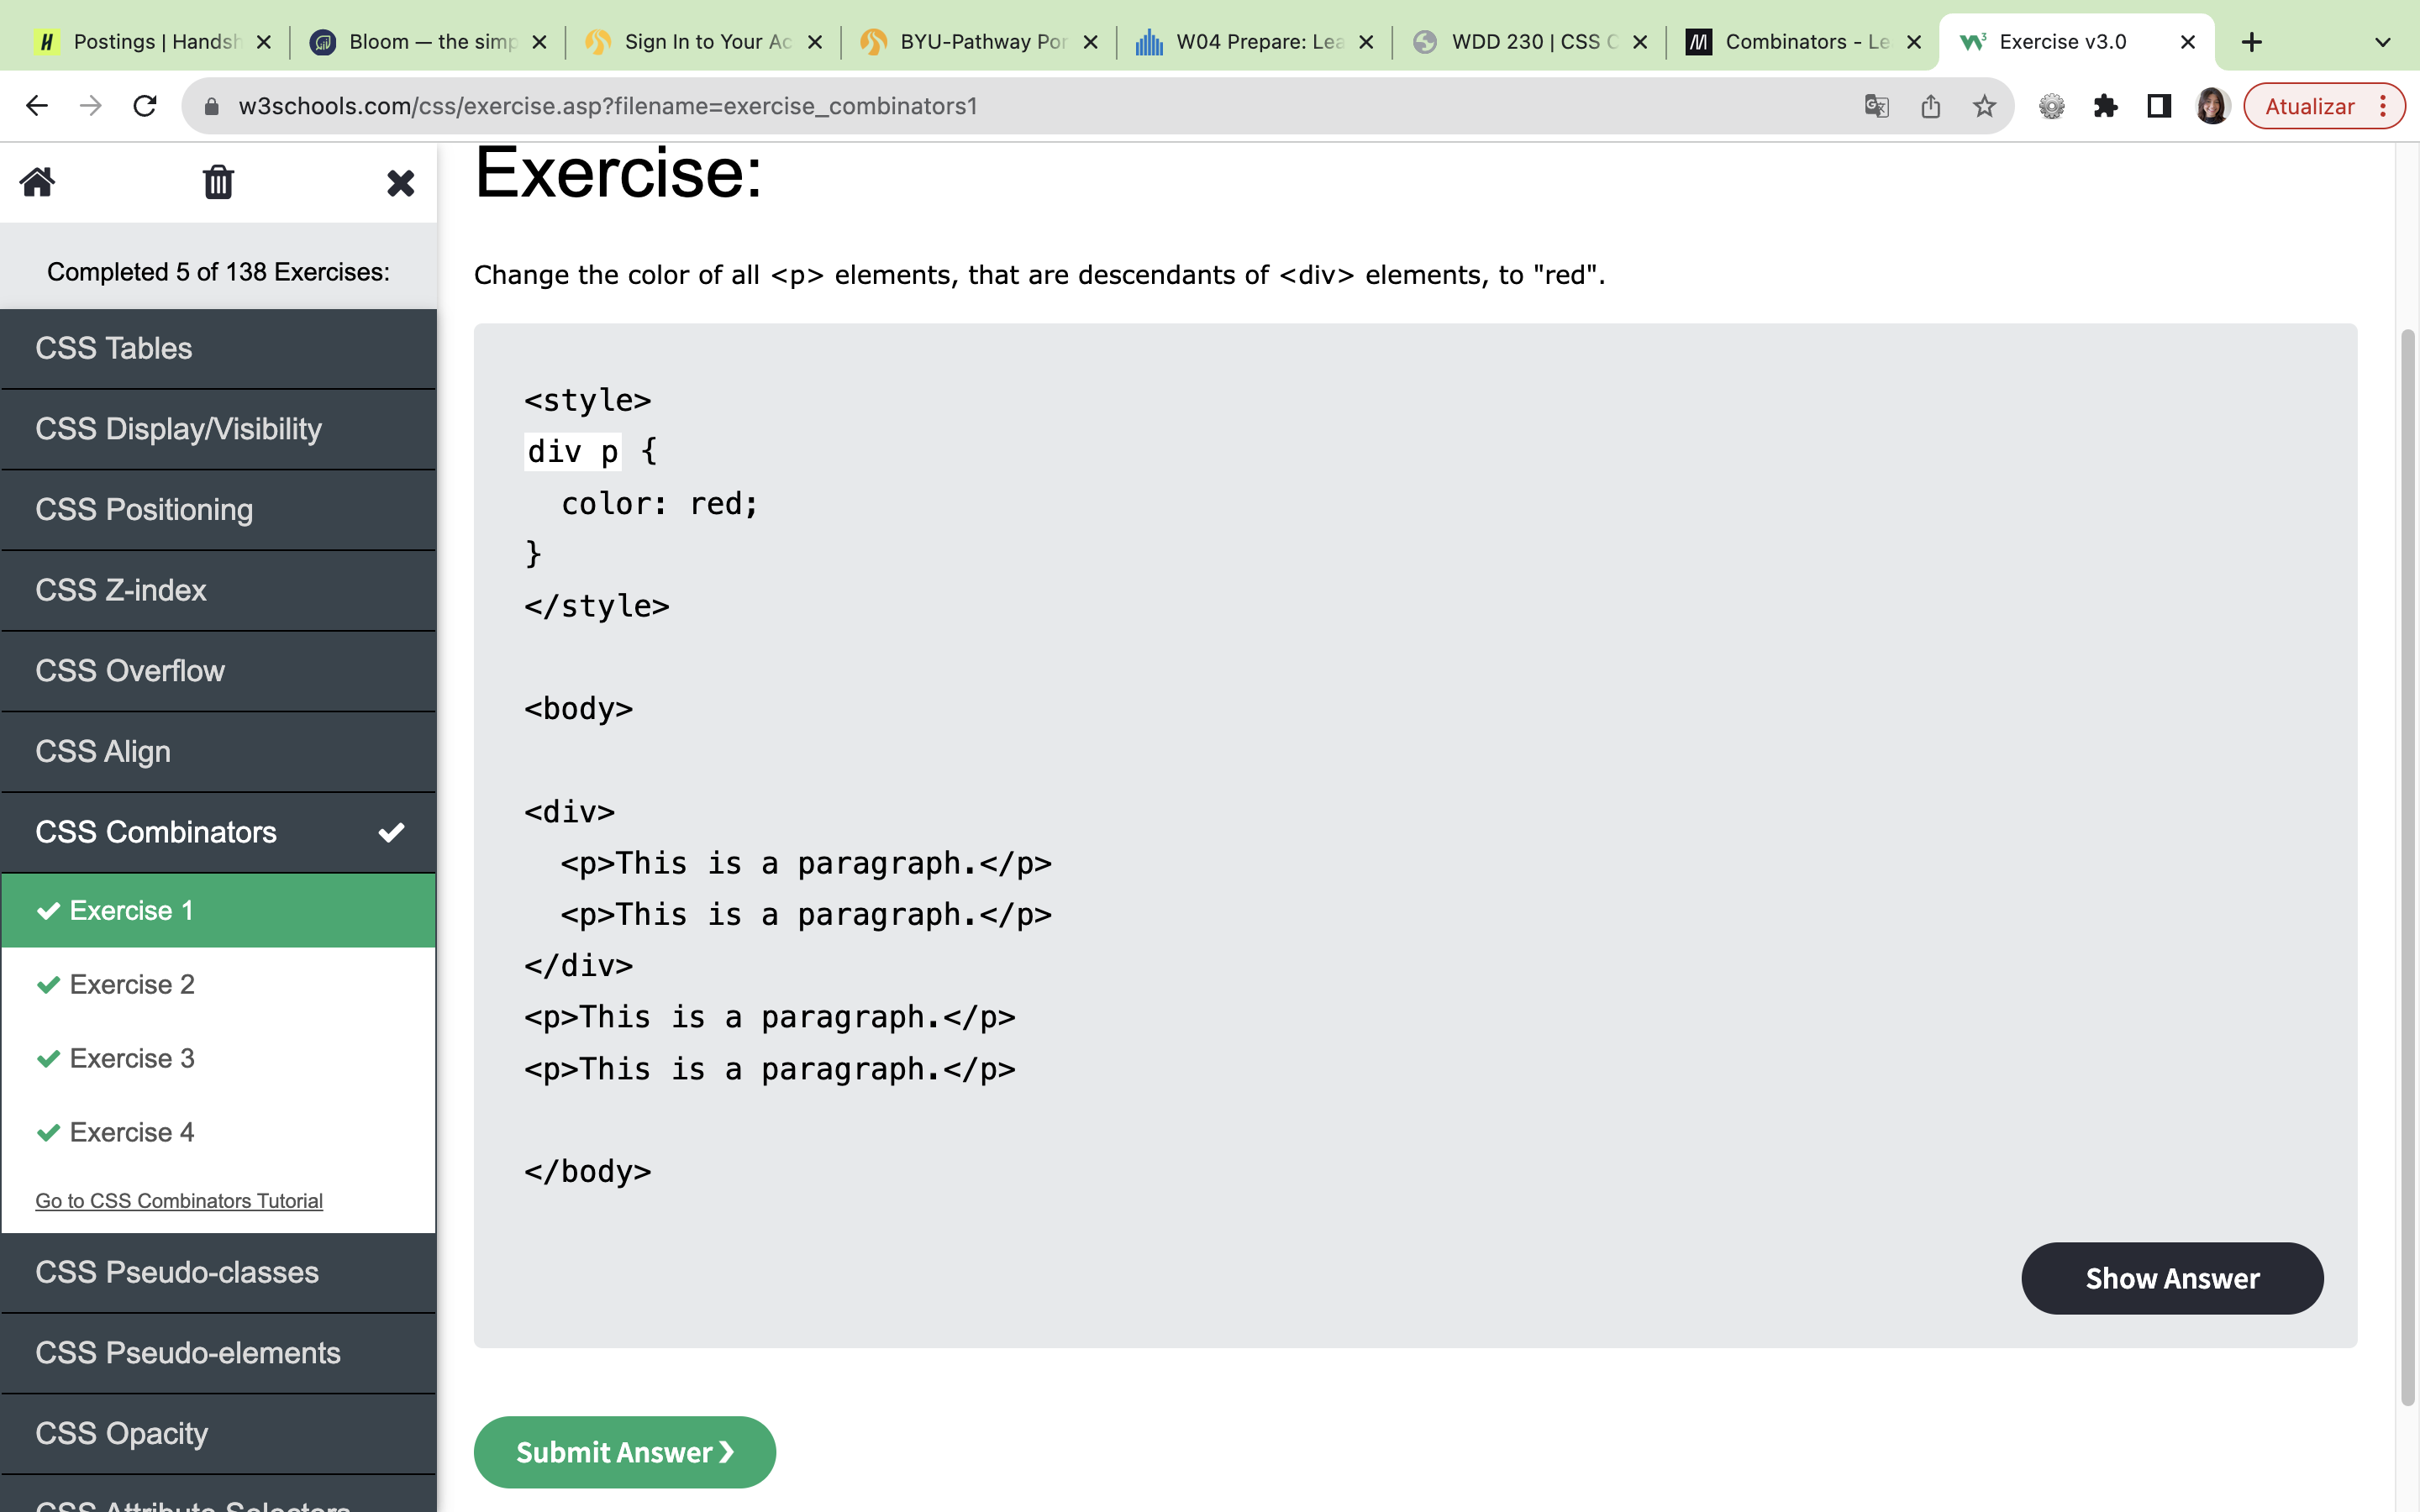 Postings | Handsh
Bloom — the simp
Sign In to Your Ac
BYU-Pathway Por
W04 Prepare: Lea
WDD 230 | CSS C
Combinators - Le
Exercise v3.0
w3schools.com/css/exercise.asp?filename=exercise_combinators1
Atualizar
Completed 5 of 138 Exercises:
CSS Tables
CSS Display/Visibility
CSS Positioning
CSS Z-index
CSS Overflow
CSS Align
CSS Combinators
Exercise 1
Exercise 2
Exercise 3
Exercise 4
Go to CSS Combinators Tutorial
CSS Pseudo-classes
CSS Pseudo-elements
CSS Opacity
CSS Attribute Selectors
Exercise:
Change the color of all <p> elements, that are descendants of <div> elements, to "red".
<style>
div p {
color: red;
}
</style>
<body>
<div>
<p>This is a paragraph.</p>
<p>This is a paragraph.</p>
</div>
<p>This is a paragraph.</p>
<p>This is a paragraph.</p>
</body>
Show Answer
Submit Answer ❯